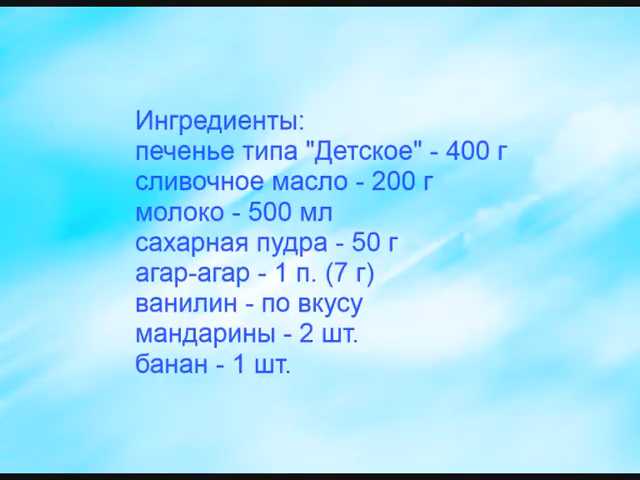 Ингредиенты:
печенье типа "Детское" - 400 г
сливочное масло - 200 г
молоко - 500 мл
сахарная пудра - 50 г
агар-агар - 1 п. (7 г)
ванилин - по вкусу
мандарины - 2 шт.
банан - 1 шт.